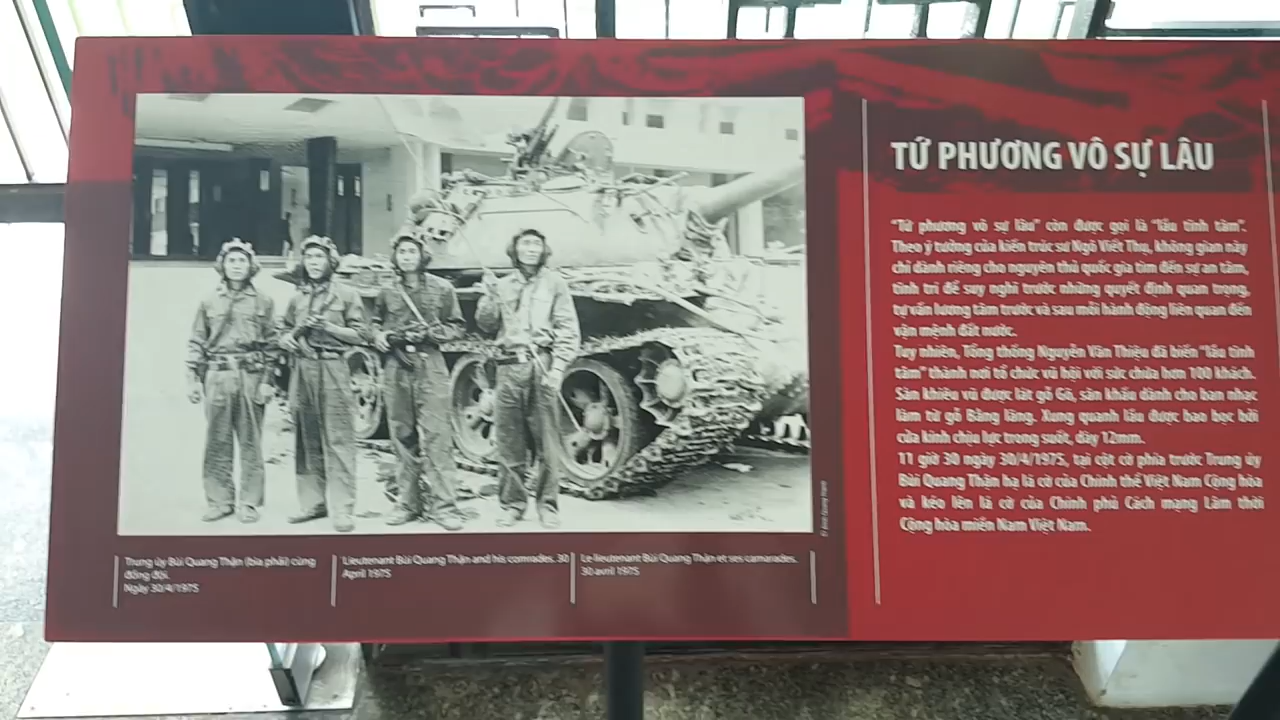 TỨ PHƯƠNG VÔ SỰ LÂU
"Tứ phương vô sự lâu" còn được gọi là "lầu tĩnh tâm".
Theo ý tưởng của kiến trúc sư Ngô Viết Thụ, không gian này
chỉ dành riêng cho nguyên thủ quốc gia tìm đến sự an tâm,
tĩnh trí để suy nghĩ trước những quyết định quan trọng,
tự vấn lương tâm trước và sau mỗi hành động liên quan đến
vận mệnh đất nước.
Tuy nhiên, Tổng thống Nguyễn Văn Thiệu đã biến "lầu tĩnh
tâm" thành nơi tổ chức vũ hội với sức chứa hơn 100 khách.
Sàn khiêu vũ được lát gỗ Gõ, sân khấu dành cho ban nhạc
làm từ gỗ Bằng lăng. Xung quanh lầu được bao bọc bởi
cửa kính chịu lực trong suốt, dày 12mm.
11 giờ 30 ngày 30/4/1975, tại cột cờ phía trước Trung úy
Bùi Quang Thận hạ lá cờ của Chính thể Việt Nam Cộng hòa
và kéo lên lá cờ của Chính phủ Cách mạng Lâm thời
Cộng hòa miền Nam Việt Nam.
Trung úy Bùi Quang Thận (bìa phải) cùng
đồng đội.
Ngày 30/4/1975
Lieutenant Bùi Quang Thận and his comrades. 30
April 1975
Le lieutenant Bùi Quang Thận et ses camarades.
30 avril 1975